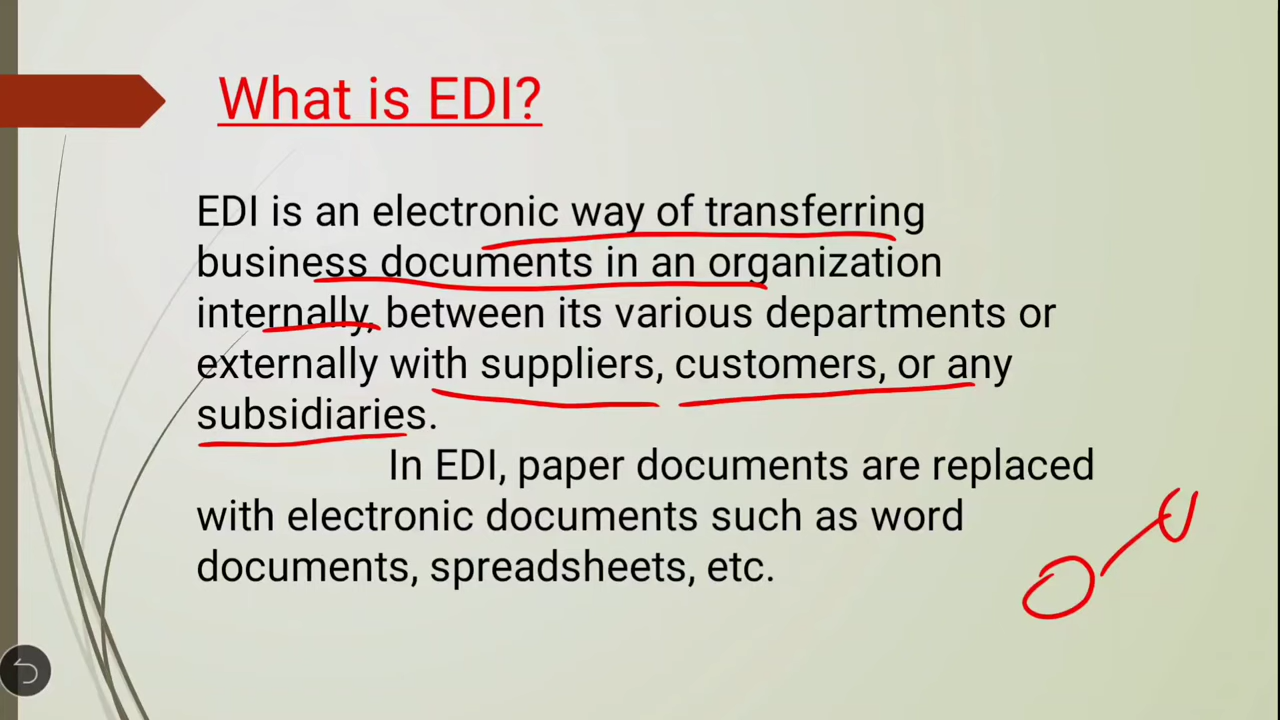 What is EDI?
EDI is an electronic way of transferring
business documents in an organization
internally, between its various departments or
externally with suppliers, customers, or any
subsidiaries.
In EDI, paper documents are replaced
with electronic documents such as word
documents, spreadsheets, etc.